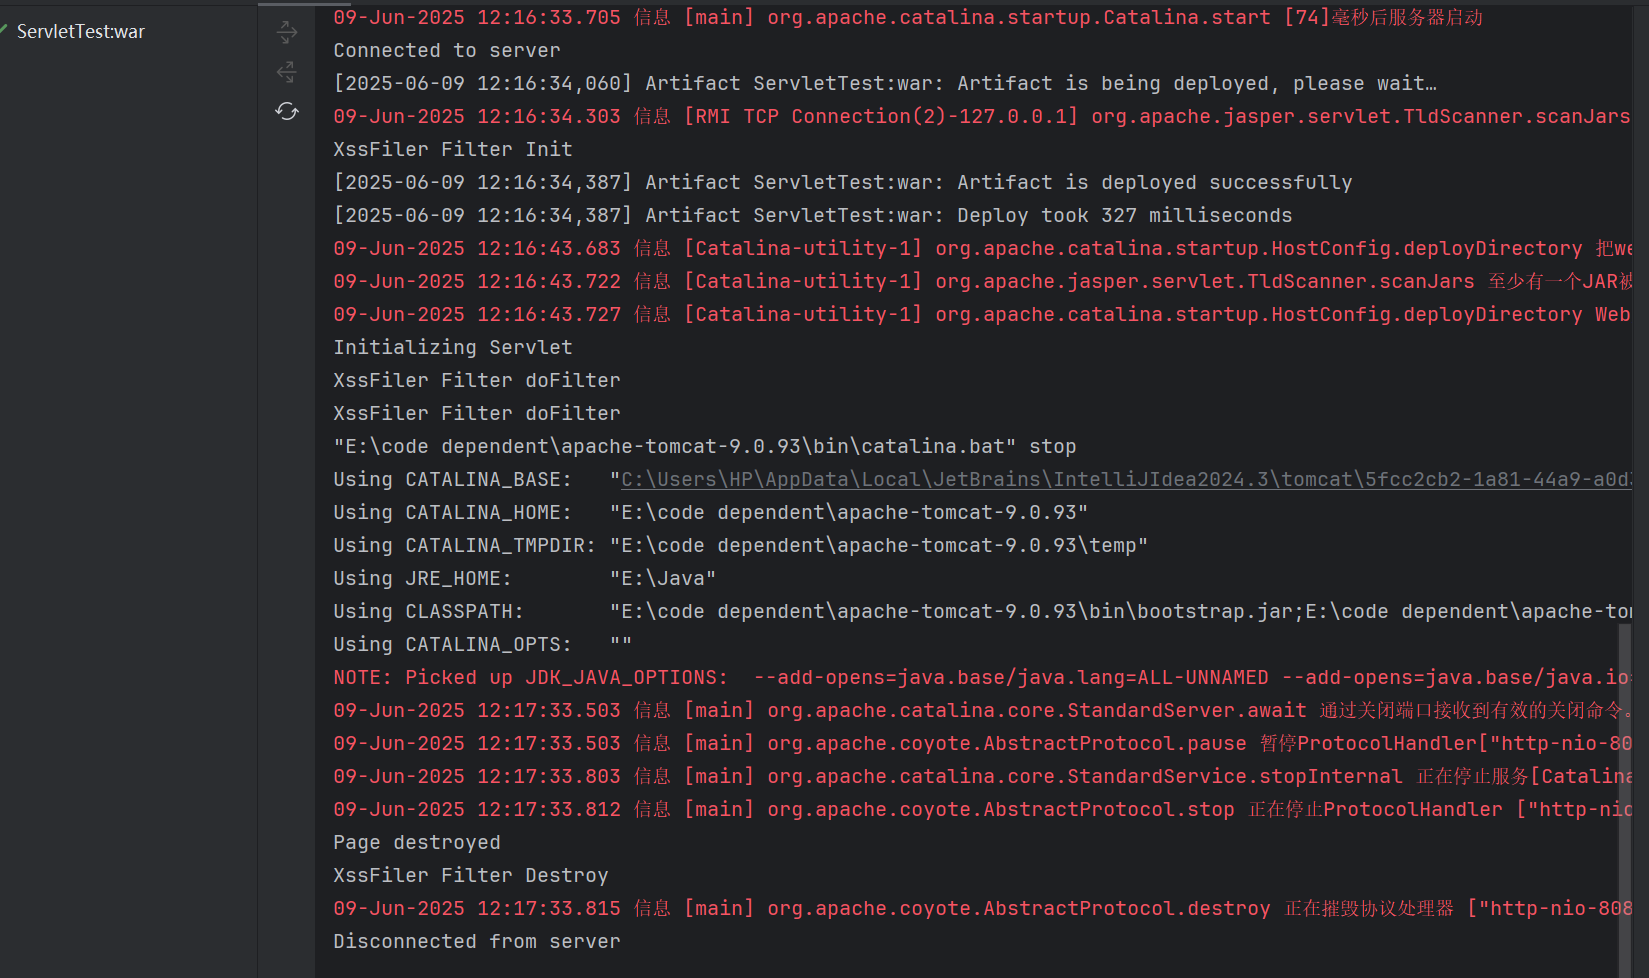 ServletTest:war
09-Jun-2025 12:16:33.705 信息 [main] org.apache.catalina.startup.Catalina.start [74]毫秒后服务器启动
Connected to server
[2025-06-09 12:16:34,060] Artifact ServletTest:war: Artifact is being deployed, please wait…
09-Jun-2025 12:16:34.303 信息 [RMI TCP Connection(2)-127.0.0.1] org.apache.jasper.servlet.TldScanner.scanJars
XssFiler Filter Init
[2025-06-09 12:16:34,387] Artifact ServletTest:war: Artifact is deployed successfully
[2025-06-09 12:16:34,387] Artifact ServletTest:war: Deploy took 327 milliseconds
09-Jun-2025 12:16:43.683 信息 [Catalina-utility-1] org.apache.catalina.startup.HostConfig.deployDirectory 把we
09-Jun-2025 12:16:43.722 信息 [Catalina-utility-1] org.apache.jasper.servlet.TldScanner.scanJars 至少有一个JAR被
09-Jun-2025 12:16:43.727 信息 [Catalina-utility-1] org.apache.catalina.startup.HostConfig.deployDirectory Web
Initializing Servlet
XssFiler Filter doFilter
XssFiler Filter doFilter
"E:\code dependent\apache-tomcat-9.0.93\bin\catalina.bat" stop
Using CATALINA_BASE:   "C:\Users\HP\AppData\Local\JetBrains\IntelliJIdea2024.3\tomcat\5fcc2cb2-1a81-44a9-a0d
Using CATALINA_HOME:   "E:\code dependent\apache-tomcat-9.0.93"
Using CATALINA_TMPDIR: "E:\code dependent\apache-tomcat-9.0.93\temp"
Using JRE_HOME:        "E:\Java"
Using CLASSPATH:       "E:\code dependent\apache-tomcat-9.0.93\bin\bootstrap.jar;E:\code dependent\apache-to
Using CATALINA_OPTS:   ""
NOTE: Picked up JDK_JAVA_OPTIONS:  --add-opens=java.base/java.lang=ALL-UNNAMED --add-opens=java.base/java.io
09-Jun-2025 12:17:33.503 信息 [main] org.apache.catalina.core.StandardServer.await 通过关闭端口接收到有效的关闭命令。
09-Jun-2025 12:17:33.503 信息 [main] org.apache.coyote.AbstractProtocol.pause 暂停ProtocolHandler["http-nio-80
09-Jun-2025 12:17:33.803 信息 [main] org.apache.catalina.core.StandardService.stopInternal 正在停止服务[Catalina
09-Jun-2025 12:17:33.812 信息 [main] org.apache.coyote.AbstractProtocol.stop 正在停止ProtocolHandler ["http-nio
Page destroyed
XssFiler Filter Destroy
09-Jun-2025 12:17:33.815 信息 [main] org.apache.coyote.AbstractProtocol.destroy 正在摧毁协议处理器 ["http-nio-808
Disconnected from server